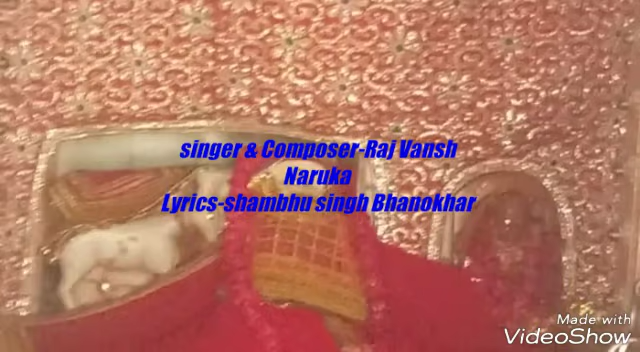 singer & Composer-Raj Vansh
Naruka
Lyrics-shambhu singh Bhanokhar
Made with
VideoShow